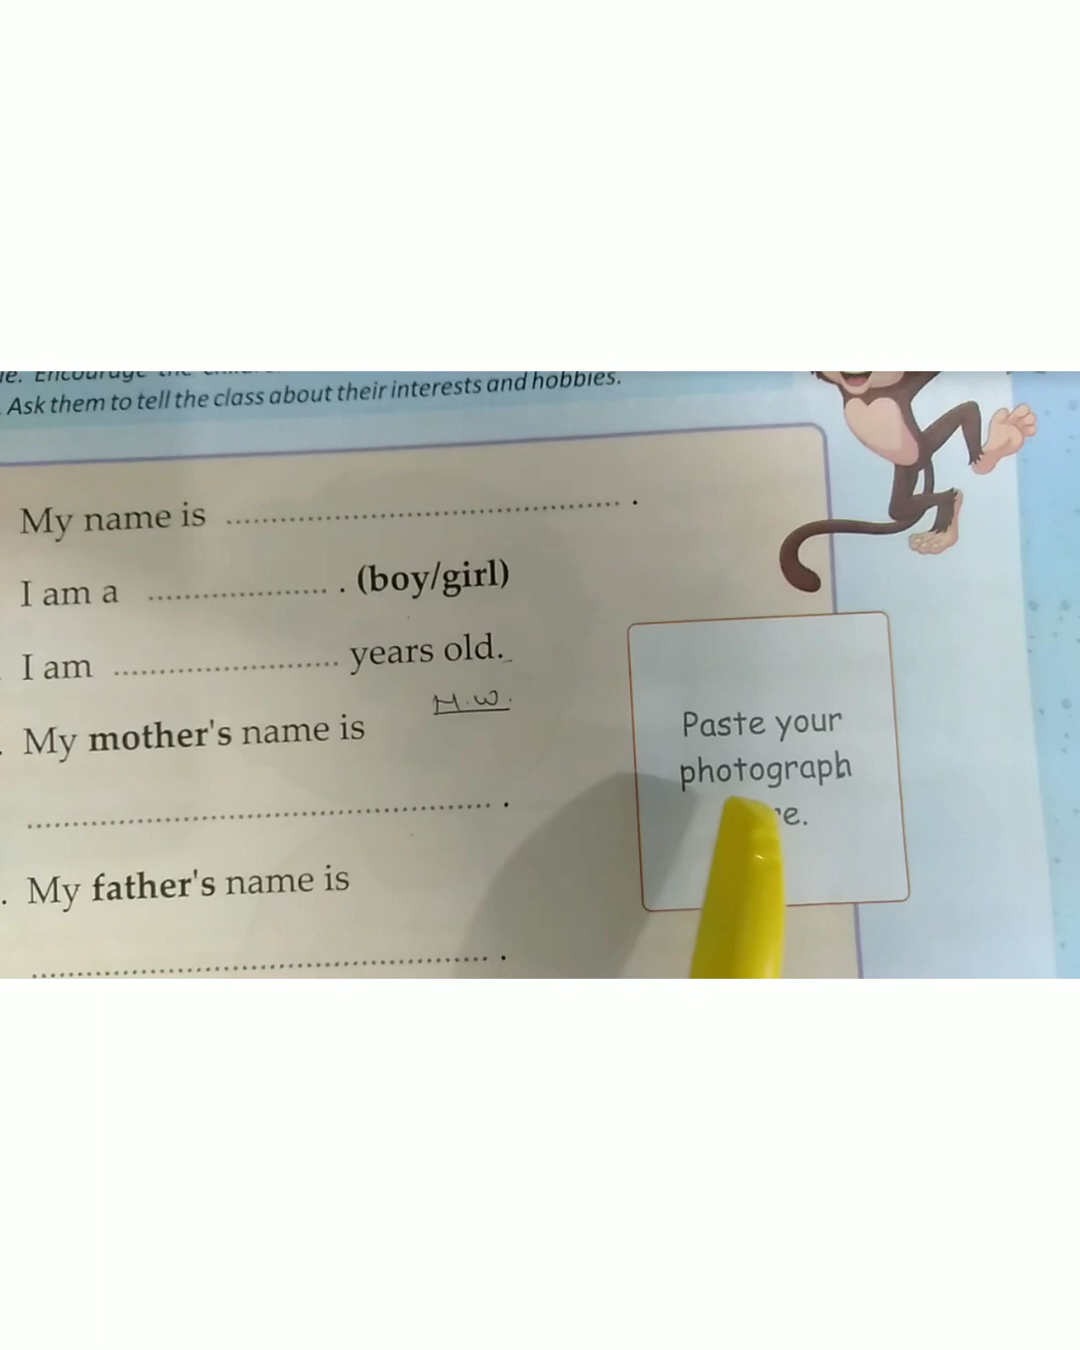 Ask them to tell the class about their interests and hobbies.
My name is ............................................ .
I am a .................... . (boy/girl)
I am ......................... years old.
H.W.
. My mother's name is
.................................................... .
. My father's name is
.................................................... .
Paste your
photograph